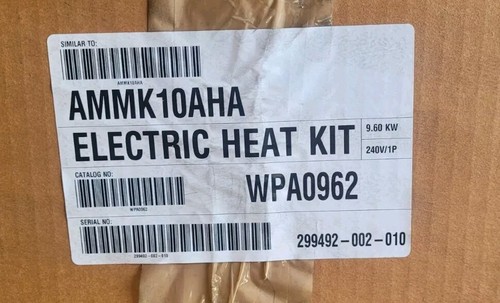 SIMILAR TO:
AMMK10AHA
AMMK10AHA
ELECTRIC HEAT KIT
9.60 KW
240V/1P
CATALOG NO:
WPA0962
WPA0962
SERIAL NO:
299492-002-010
299492-002-010